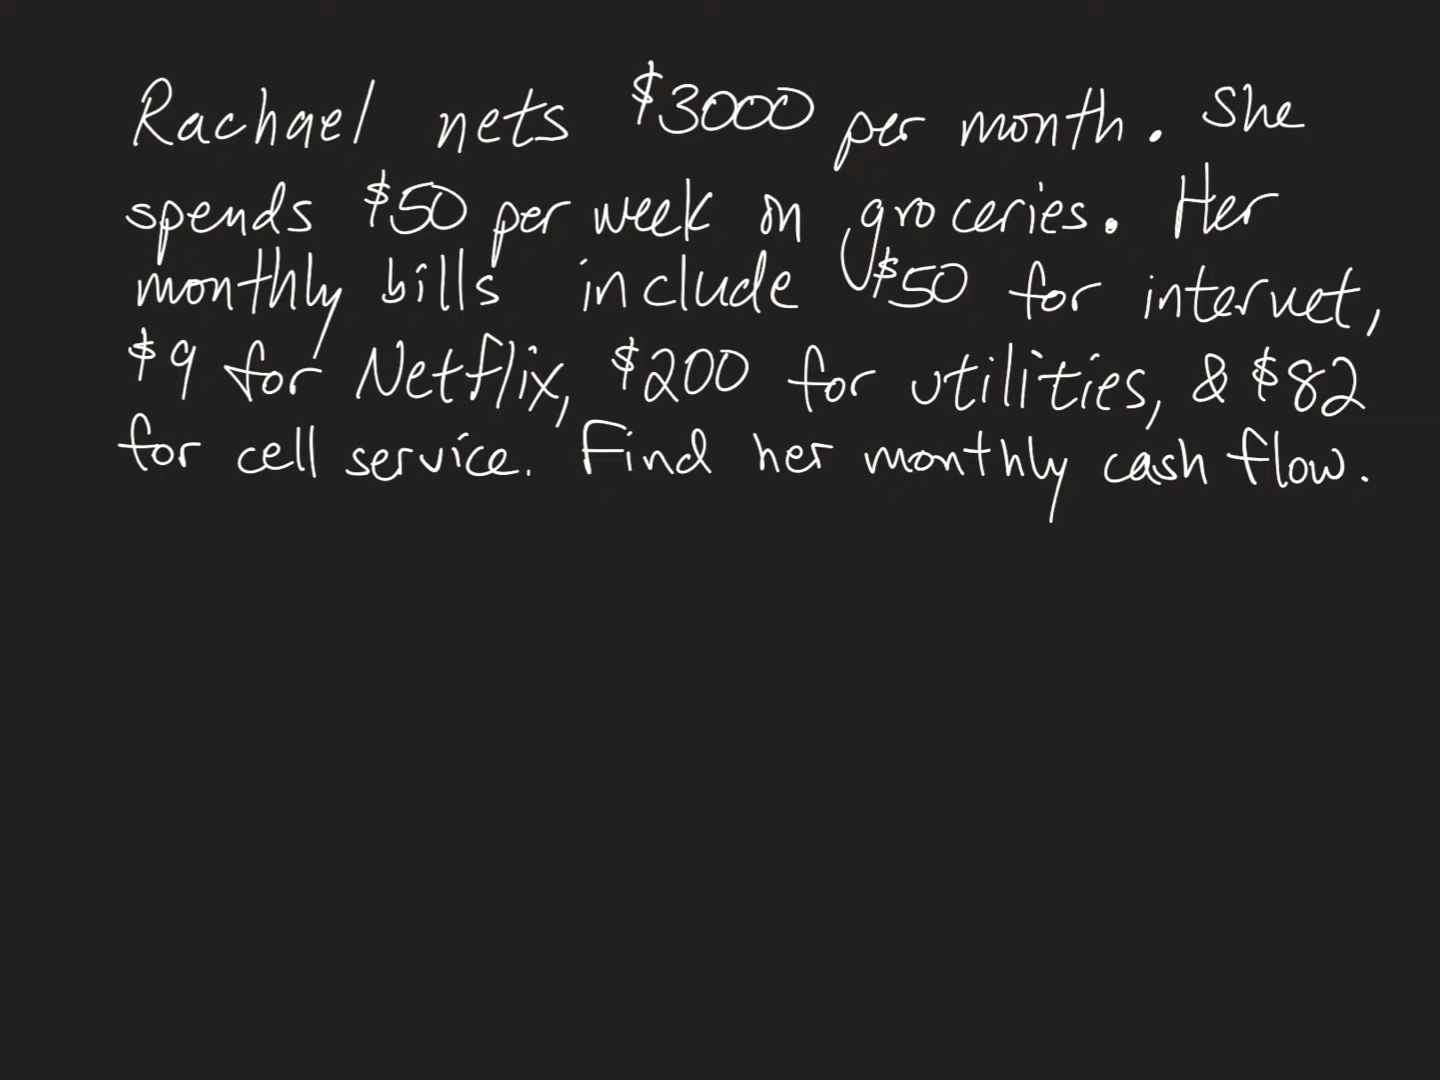 Rachael nets $3000 per month. She
spends $50 per week on groceries. Her
monthly bills include $50 for internet,
$9 for Netflix, $200 for utilities, & $82
for cell service. Find her monthly cash flow.